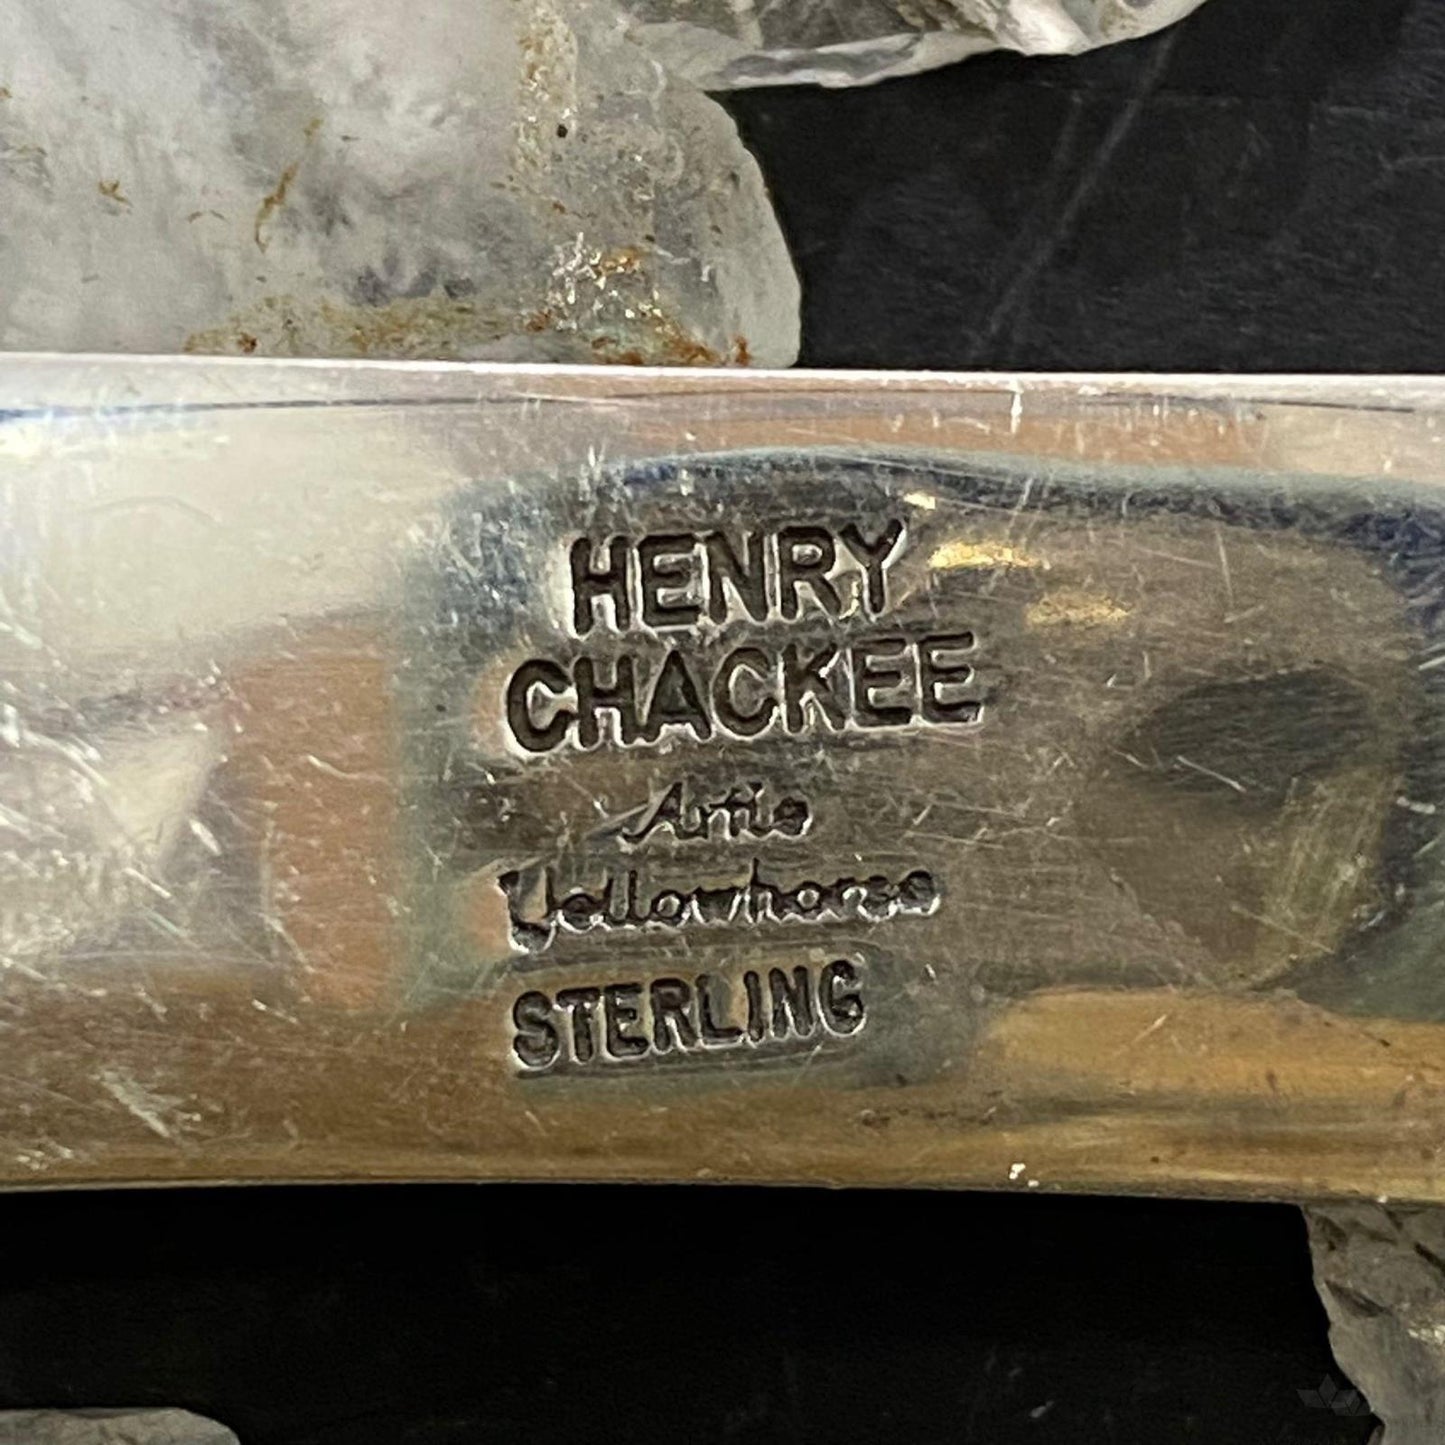 HENRY
CHACKEE
Artie
Yellowhorse
STERLING